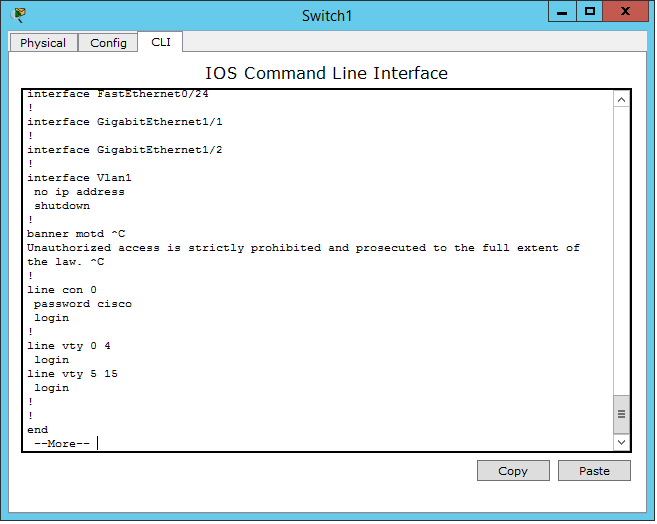 Switch1
Physical Config CLI
IOS Command Line Interface
interface FastEthernet0/24
!
interface GigabitEthernet1/1
!
interface GigabitEthernet1/2
!
interface Vlan1
 no ip address
 shutdown
!
banner motd ^C
Unauthorized access is strictly prohibited and prosecuted to the full extent of
the law. ^C
!
line con 0
 password cisco
 login
!
line vty 0 4
 login
line vty 5 15
 login
!
!
end
 --More--
Copy Paste